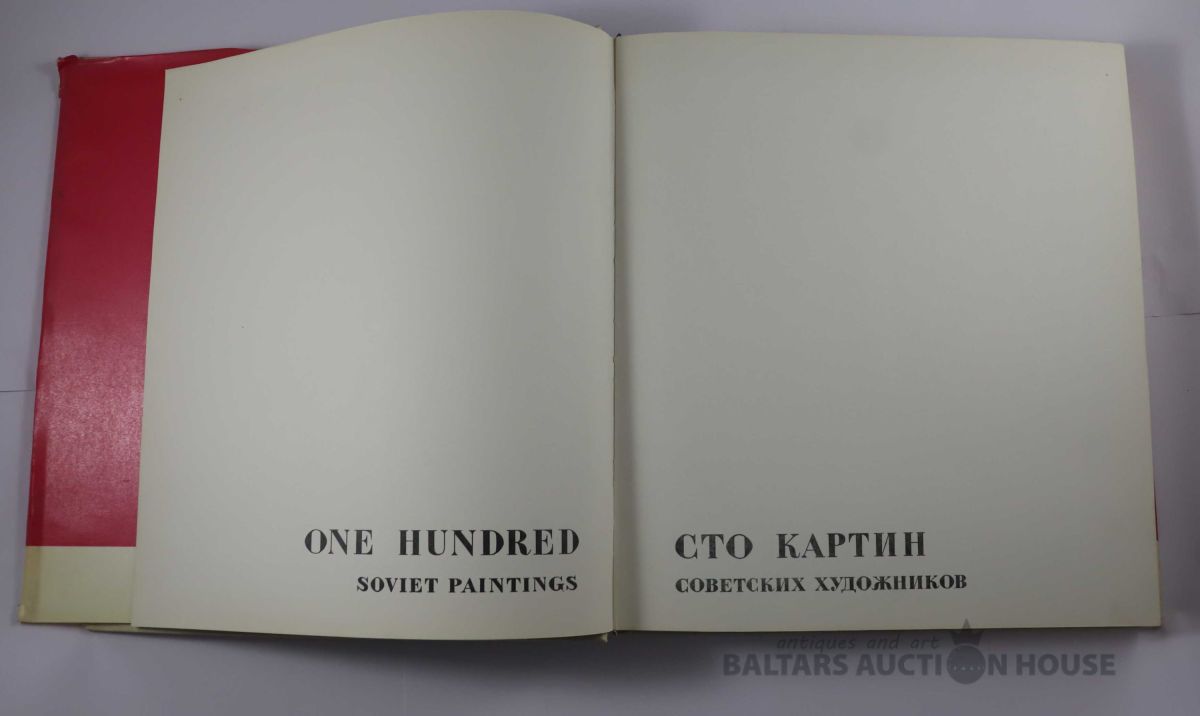 ONE HUNDRED
SOVIET PAINTINGS
СТО КАРТИН
СОВЕТСКИХ ХУДОЖНИКОВ
antiques and art
BALTARS AUCTION HOUSE